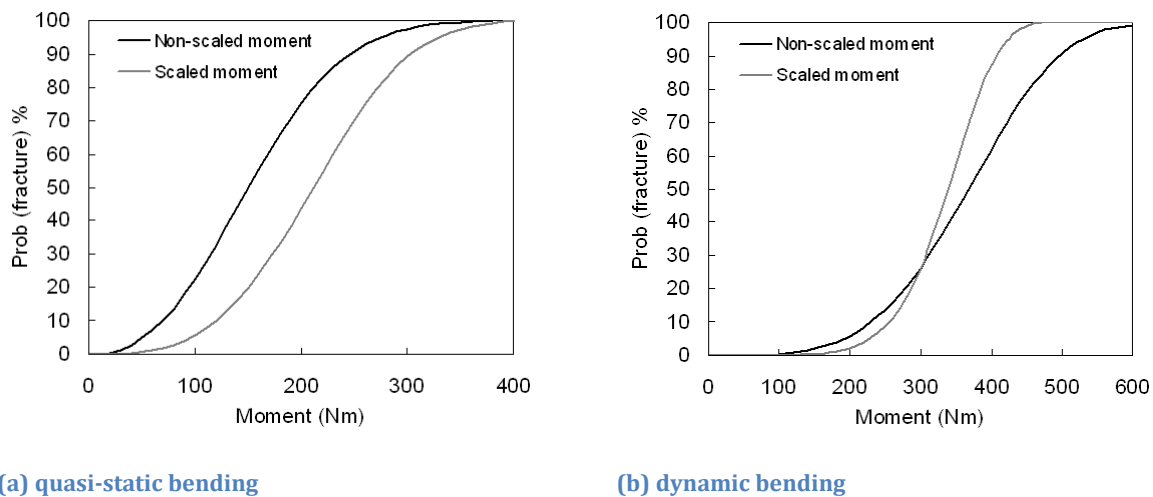 Prob (fracture) %
100
90
80
70
60
50
40
30
20
10
0
Non-scaled moment
Scaled moment
0 100 200 300 400
Moment (Nm)
(a) quasi-static bending
Prob (fracture) %
100
90
80
70
60
50
40
30
20
10
0
Non-scaled moment
Scaled moment
0 100 200 300 400 500 600
Moment (Nm)
(b) dynamic bending